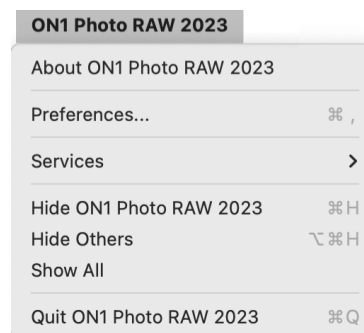 ON1 Photo RAW 2023
About ON1 Photo RAW 2023
Preferences... ⌘ ,
Services >
Hide ON1 Photo RAW 2023 ⌘H
Hide Others ⌥⌘H
Show All
Quit ON1 Photo RAW 2023 ⌘Q